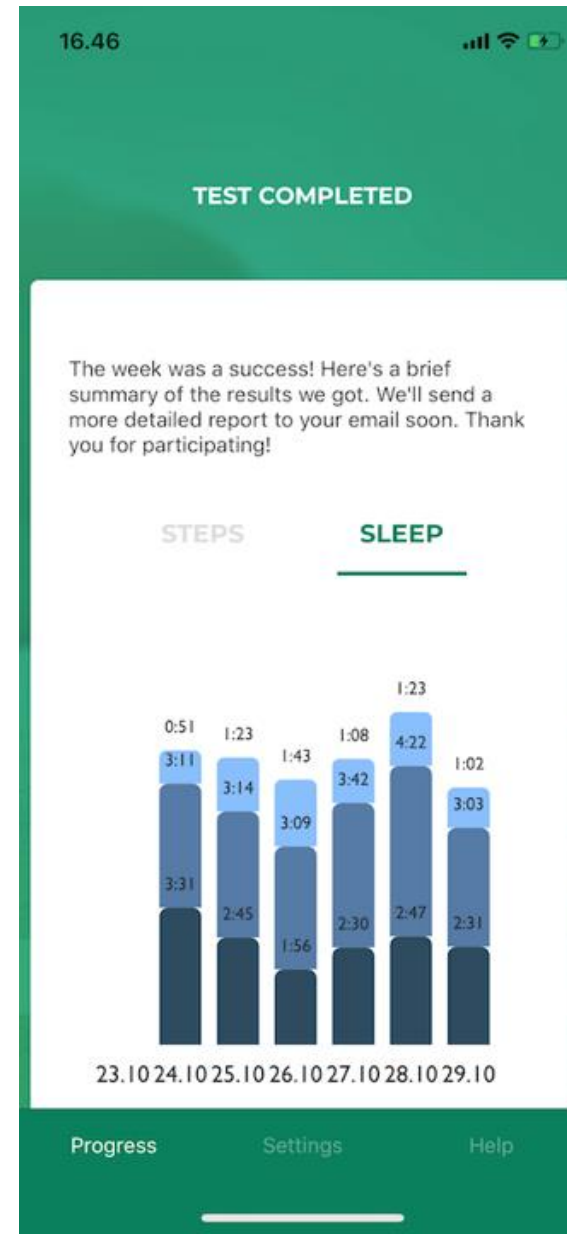 16.46
TEST COMPLETED
The week was a success! Here's a brief
summary of the results we got. We'll send a
more detailed report to your email soon. Thank
you for participating!
STEPS SLEEP
1:23
0:51 1:23 1:43 1:08 4:22 1:02
3:11 3:14 3:09 3:42 3:03
3:31 2:45 1:56 2:30 2:47 2:31
23.10 24.10 25.10 26.10 27.10 28.10 29.10
Progress Settings Help